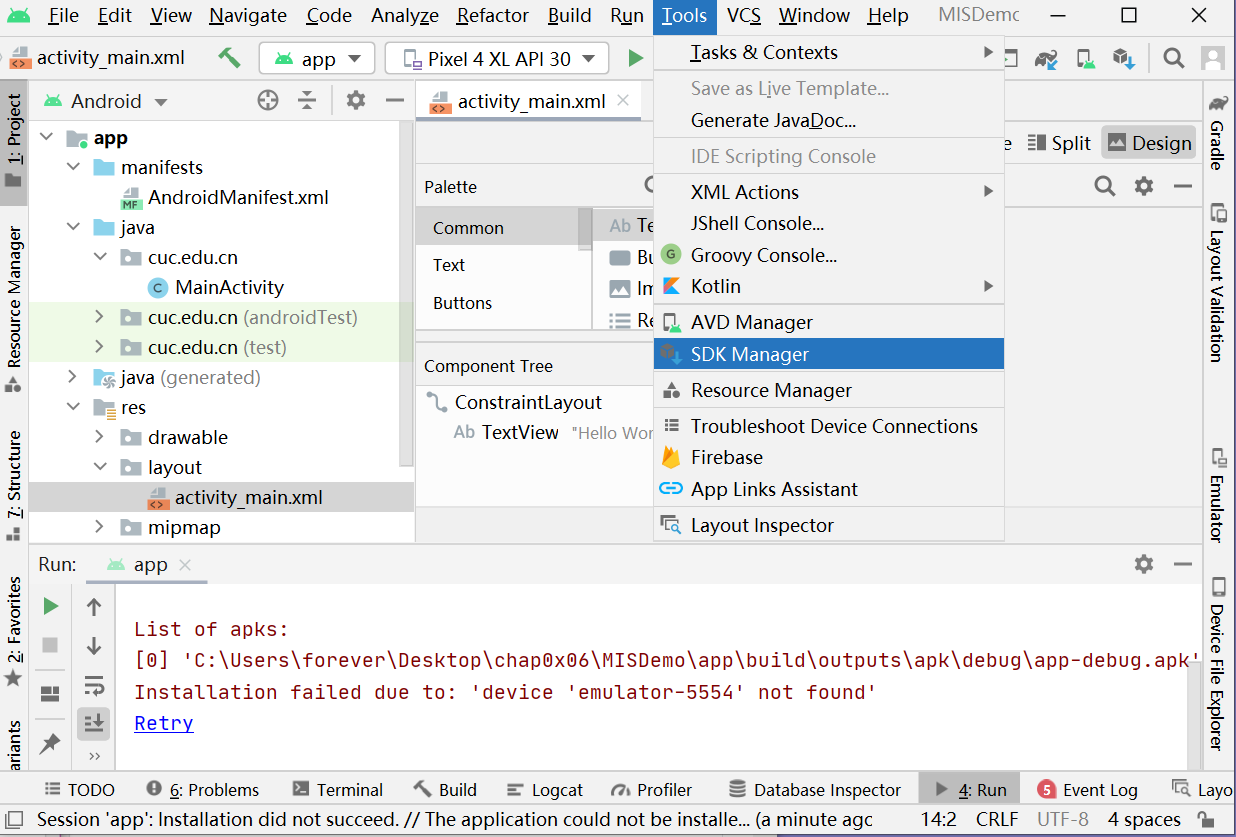 File Edit View Navigate Code Analyze Refactor Build Run Tools VCS Window Help MISDemo
activity_main.xml app Pixel 4 XL API 30
1: Project
Resource Manager
7: Structure
2: Favorites
Android
app
manifests
AndroidManifest.xml
java
cuc.edu.cn
MainActivity
cuc.edu.cn (androidTest)
cuc.edu.cn (test)
java (generated)
res
drawable
layout
activity_main.xml
mipmap
activity_main.xml
Split Design
Palette
Common
Text
Buttons
Ab
Component Tree
ConstraintLayout
Ab TextView "Hello Wor
Tasks & Contexts
Save as Live Template...
Generate JavaDoc...
IDE Scripting Console
XML Actions
JShell Console...
G Groovy Console...
Kotlin
AVD Manager
SDK Manager
Resource Manager
Troubleshoot Device Connections
Firebase
App Links Assistant
Layout Inspector
Gradle
Layout Validation
Emulator
Device File Explorer
Run: app
List of apks:
[0] 'C:\Users\forever\Desktop\chap0x06\MISDemo\app\build\outputs\apk\debug\app-debug.apk'
Installation failed due to: 'device 'emulator-5554' not found'
Retry
TODO 6: Problems Terminal Build Logcat Profiler Database Inspector 4: Run 5 Event Log Layo
Session 'app': Installation did not succeed. // The application could not be installe... (a minute agc 14:2 CRLF UTF-8 4 spaces